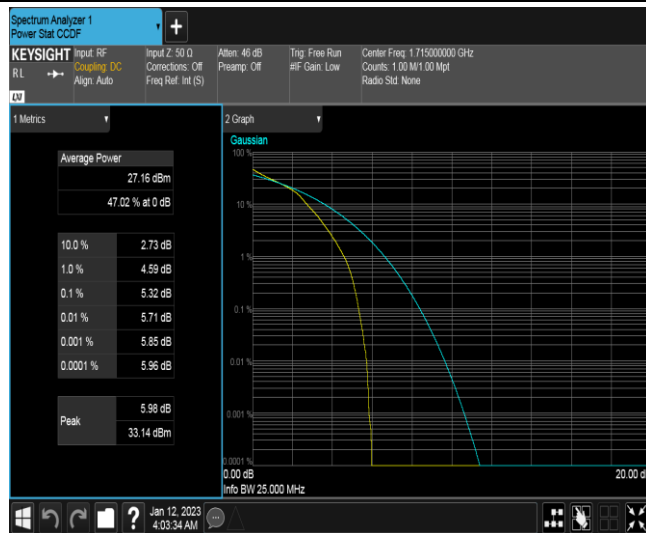 Spectrum Analyzer 1
Power Stat CCDF
+
KEYSIGHT
RL
LXI
Input: RF
Coupling: DC
Align: Auto
Input Z: 50 Ω
Corrections: Off
Freq Ref: Int (S)
Atten: 46 dB
Preamp: Off
Trig: Free Run
#IF Gain: Low
Center Freq: 1.715000000 GHz
Counts: 1.00 M/1.00 Mpt
Radio Std: None
1 Metrics
Average Power
27.16 dBm
47.02 % at 0 dB
10.0 % 2.73 dB
1.0 % 4.59 dB
0.1 % 5.32 dB
0.01 % 5.71 dB
0.001 % 5.85 dB
0.0001 % 5.96 dB
Peak
5.98 dB
33.14 dBm
2 Graph
Gaussian
100 %
10 %
1 %
0.1 %
0.01 %
0.001 %
0.0001 %
0.00 dB
20.00 d
Info BW 25.000 MHz
?
Jan 12, 2023
4:03:34 AM